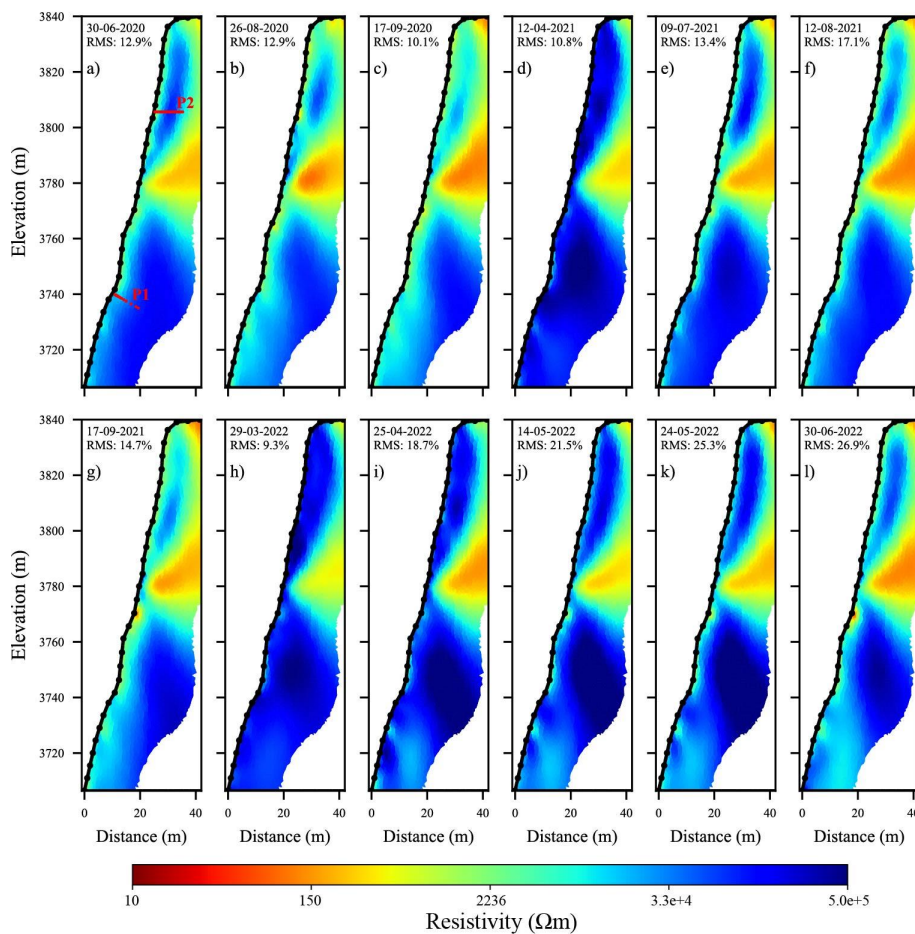 30-06-2020
RMS: 12.9%
a)
P2
P1
26-08-2020
RMS: 12.9%
b)
17-09-2020
RMS: 10.1%
c)
12-04-2021
RMS: 10.8%
d)
09-07-2021
RMS: 13.4%
e)
12-08-2021
RMS: 17.1%
f)
3840
3820
3800
3780
3760
3740
3720
Elevation (m)
17-09-2021
RMS: 14.7%
g)
29-03-2022
RMS: 9.3%
h)
25-04-2022
RMS: 18.7%
i)
14-05-2022
RMS: 21.5%
j)
24-05-2022
RMS: 25.3%
k)
30-06-2022
RMS: 26.9%
l)
3840
3820
3800
3780
3760
3740
3720
Elevation (m)
0 20 40 0 20 40 0 20 40 0 20 40 0 20 40 0 20 40
Distance (m) Distance (m) Distance (m) Distance (m) Distance (m) Distance (m)
10 150 2236 3.3e+4 5.0e+5
Resistivity (Ωm)